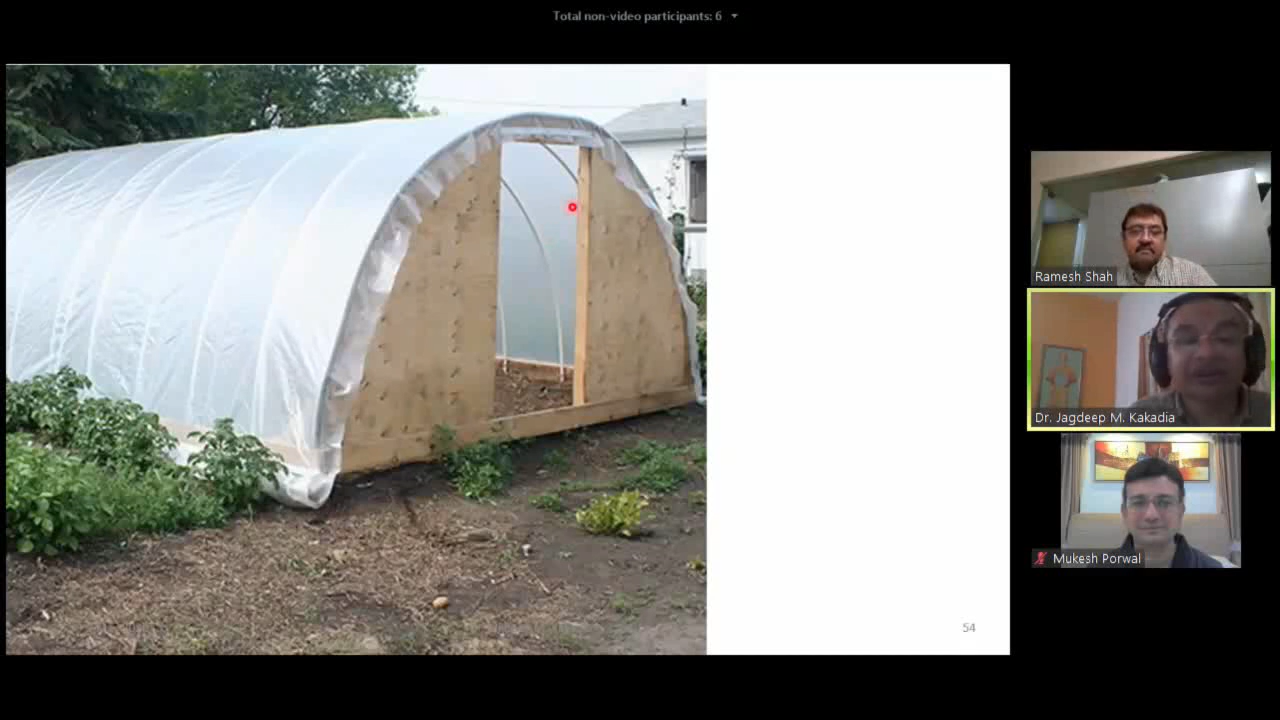 Total non-video participants: 6
Ramesh Shah
Dr. Jagdeep M. Kakadia
Mukesh Porwal
54